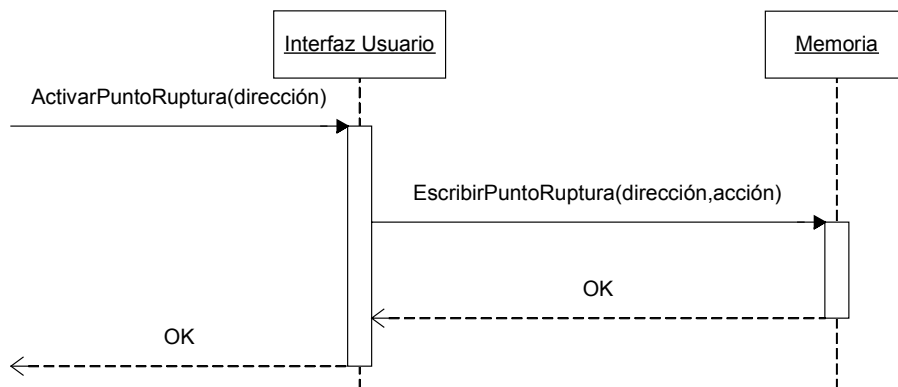 Interfaz Usuario
Memoria
ActivarPuntoRuptura(dirección)
EscribirPuntoRuptura(dirección,acción)
OK
OK